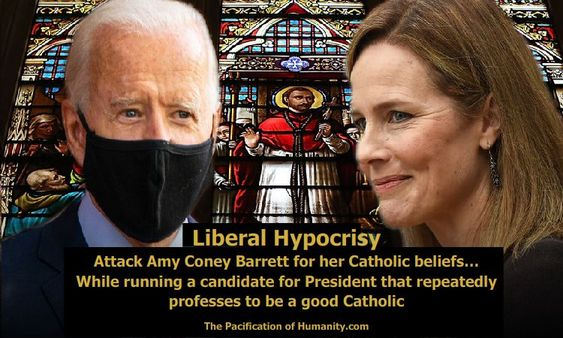 Liberal Hypocrisy
Attack Amy Coney Barrett for her Catholic beliefs...
While running a candidate for President that repeatedly
professes to be a good Catholic
The Pacification of Humanity.com